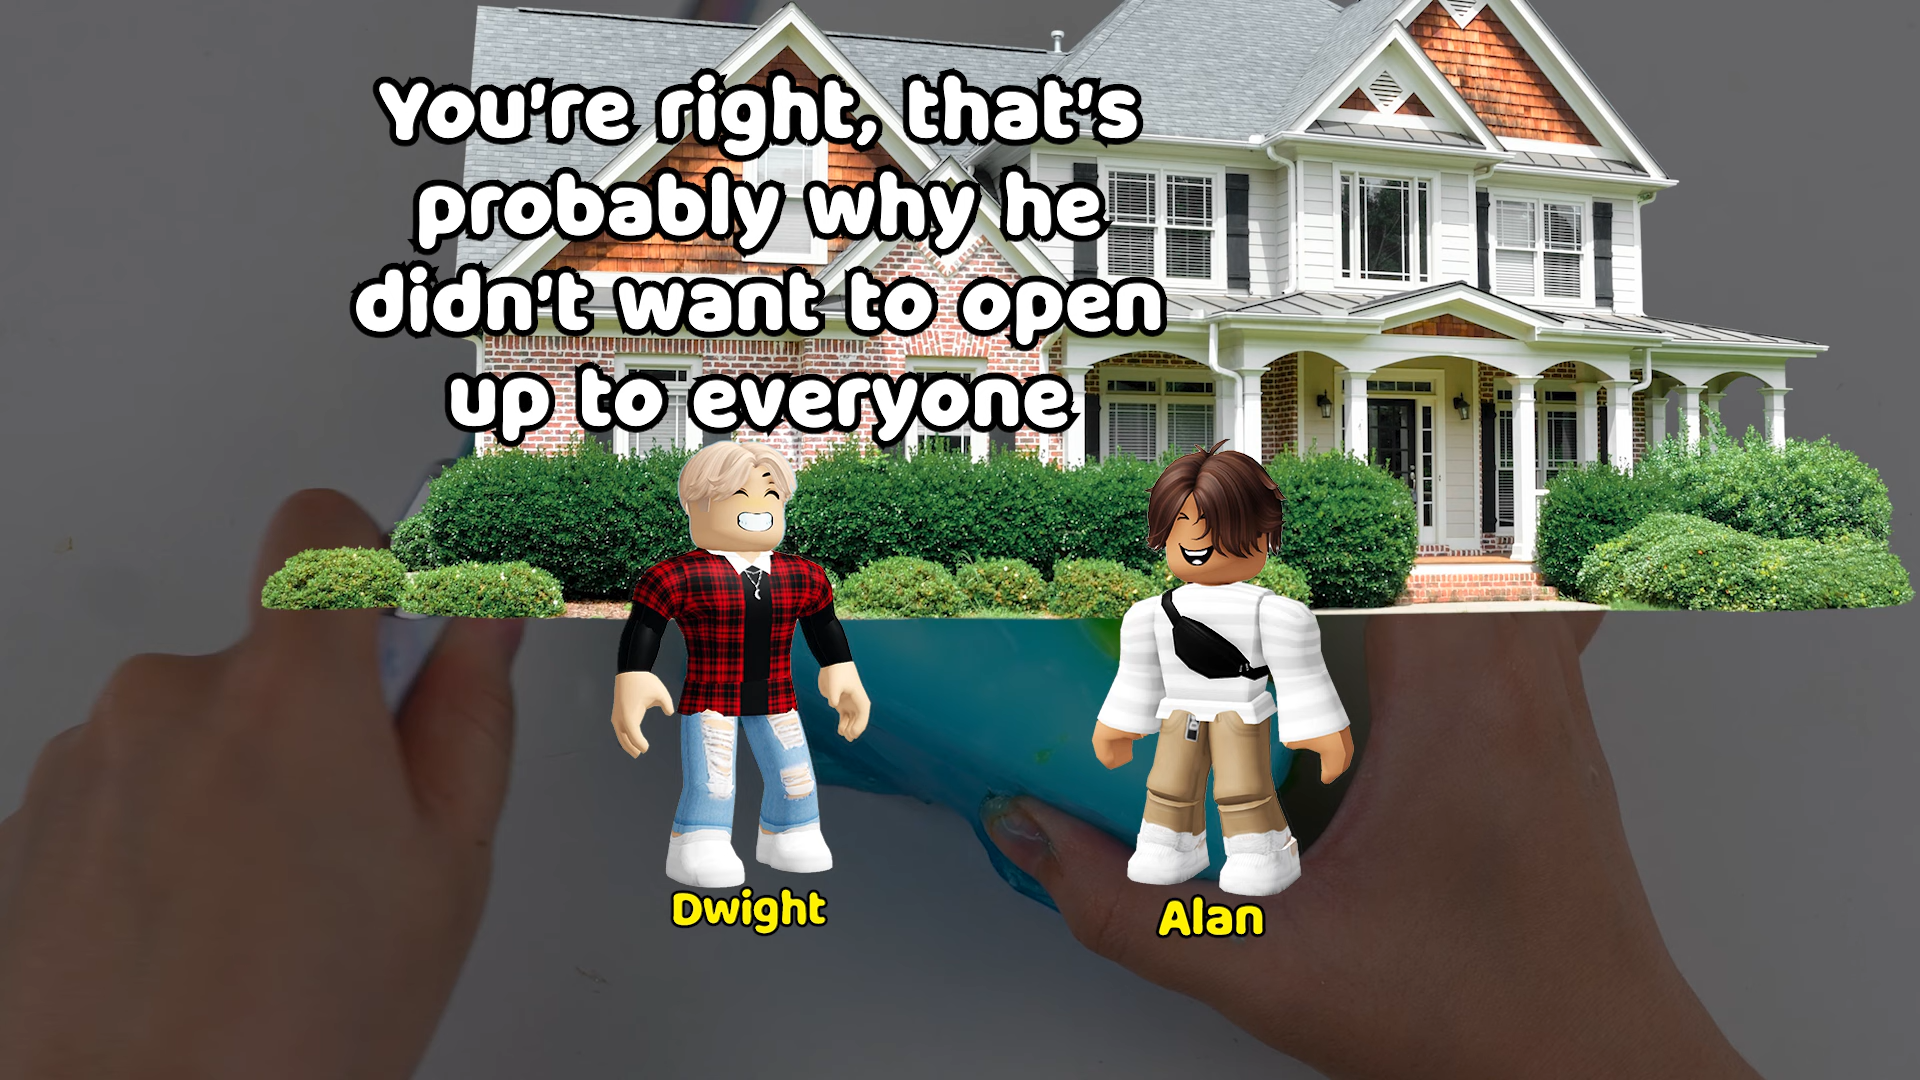 You're right, that's
probably why he
didn't want to open
up to everyone
Dwight
Alan